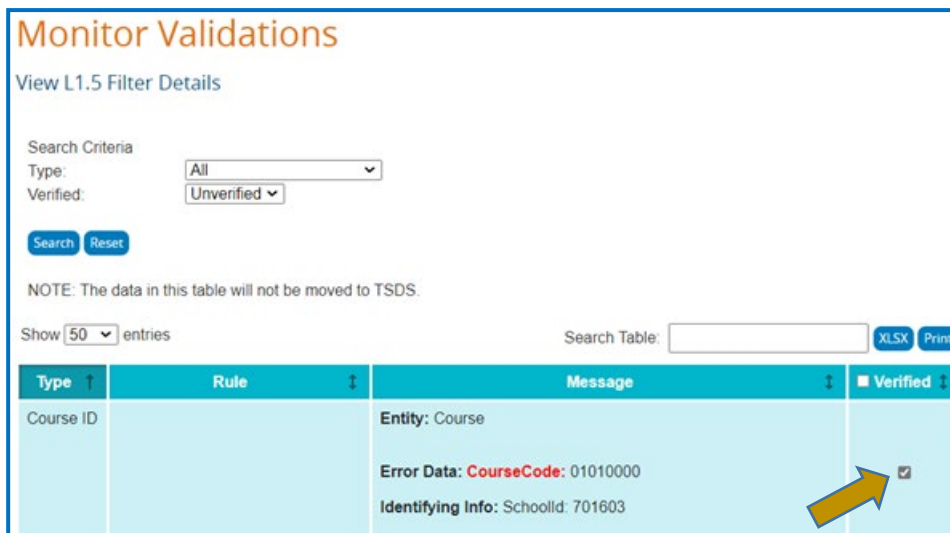 Monitor Validations
View L1.5 Filter Details
Search Criteria
Type: All
Verified: Unverified
Search Reset
NOTE: The data in this table will not be moved to TSDS.
Show 50 entries Search Table: XLSX Print
Type Rule Message Verified
Course ID Entity: Course
Error Data: CourseCode: 01010000
Identifying Info: SchoolId: 701603